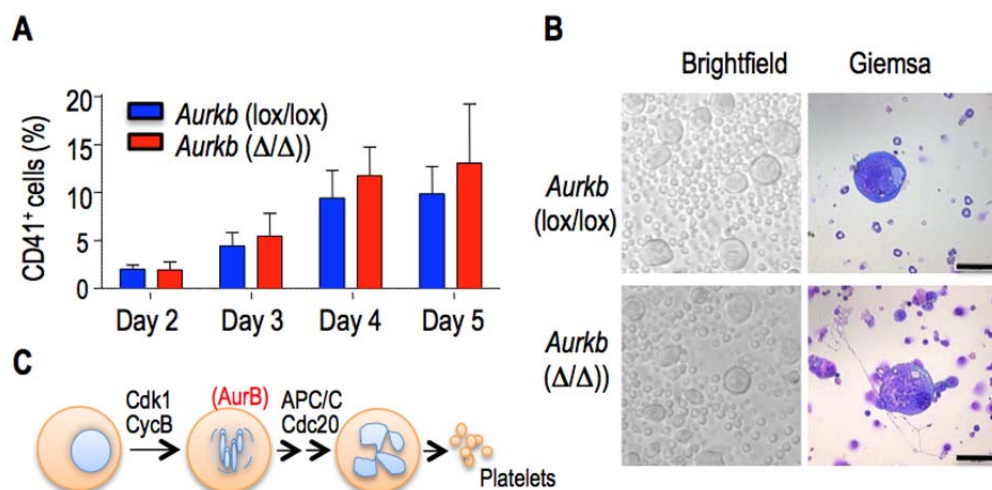 A
20
15
10
5
0
CD41+ cells (%)
Aurkb (lox/lox)
Aurkb (Δ/Δ))
Day 2 Day 3 Day 4 Day 5
B
Brightfield Giemsa
Aurkb
(lox/lox)
Aurkb
(Δ/Δ))
C
Cdk1
CycB
(AurB)
APC/C
Cdc20
Platelets